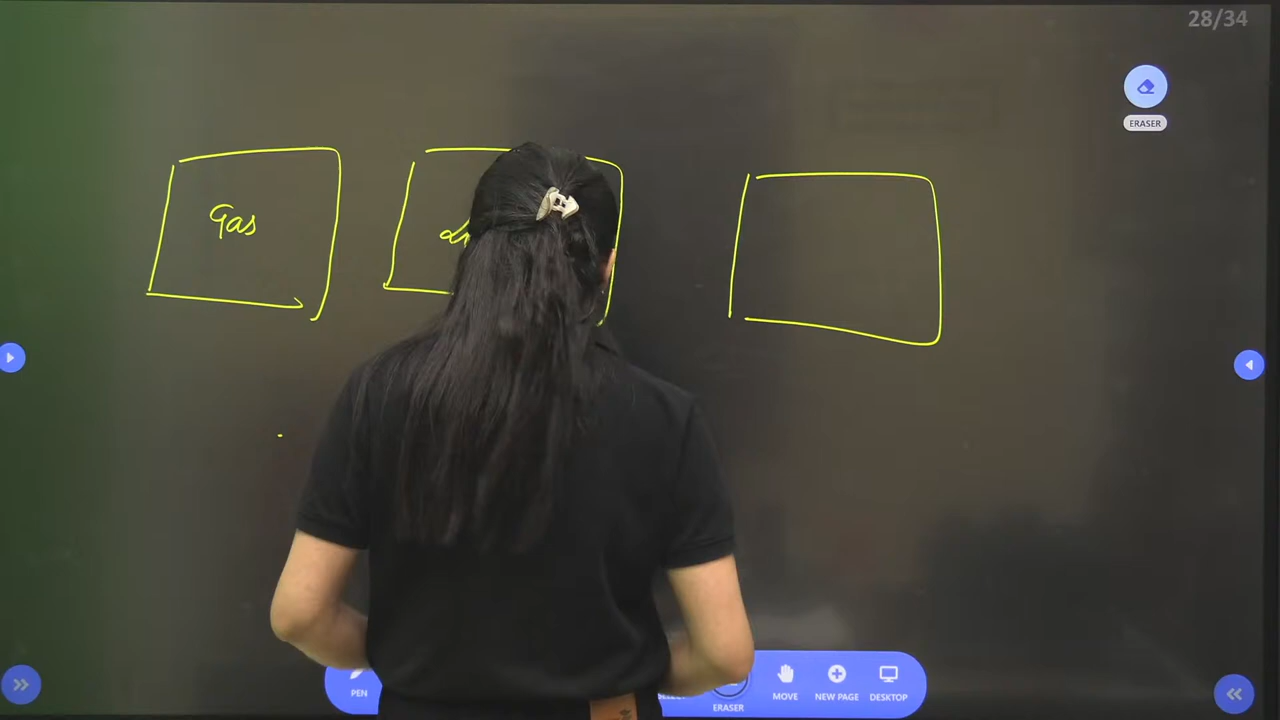 28/34
ERASER
Gas
PEN
ERASER
MOVE
NEW PAGE
DESKTOP